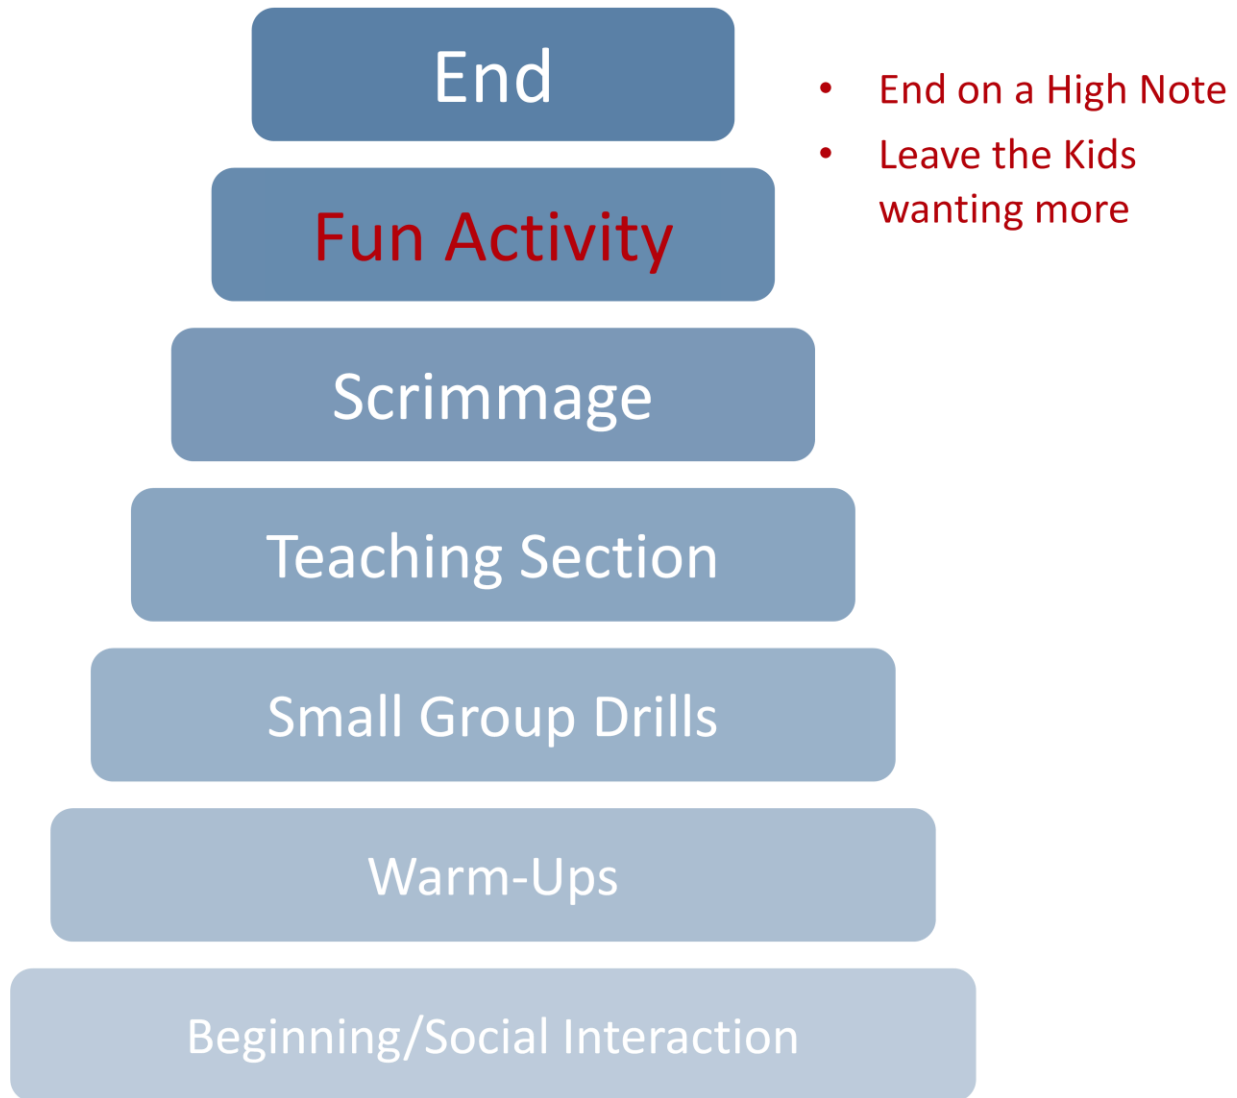 End
• End on a High Note
• Leave the Kids
wanting more
Fun Activity
Scrimmage
Teaching Section
Small Group Drills
Warm-Ups
Beginning/Social Interaction